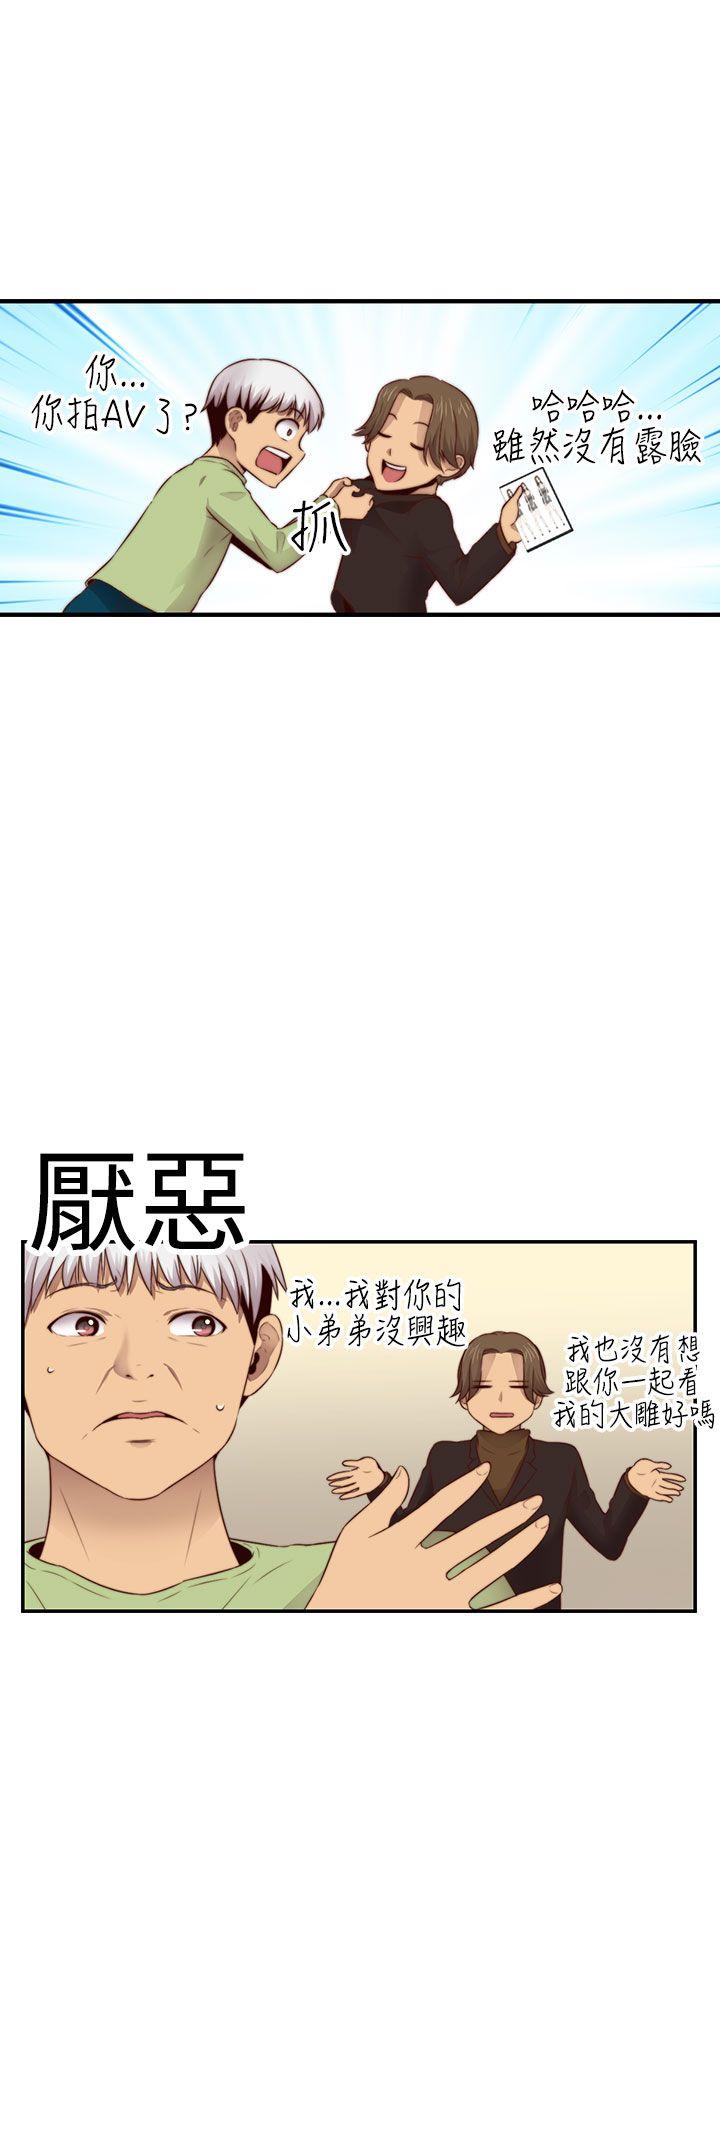 你...
你拍AV了?
哈哈哈...
雖然沒有露臉
抓
厭惡
我...我對你的
小弟弟沒興趣
我也沒有想
跟你一起看
我的大雕好嗎